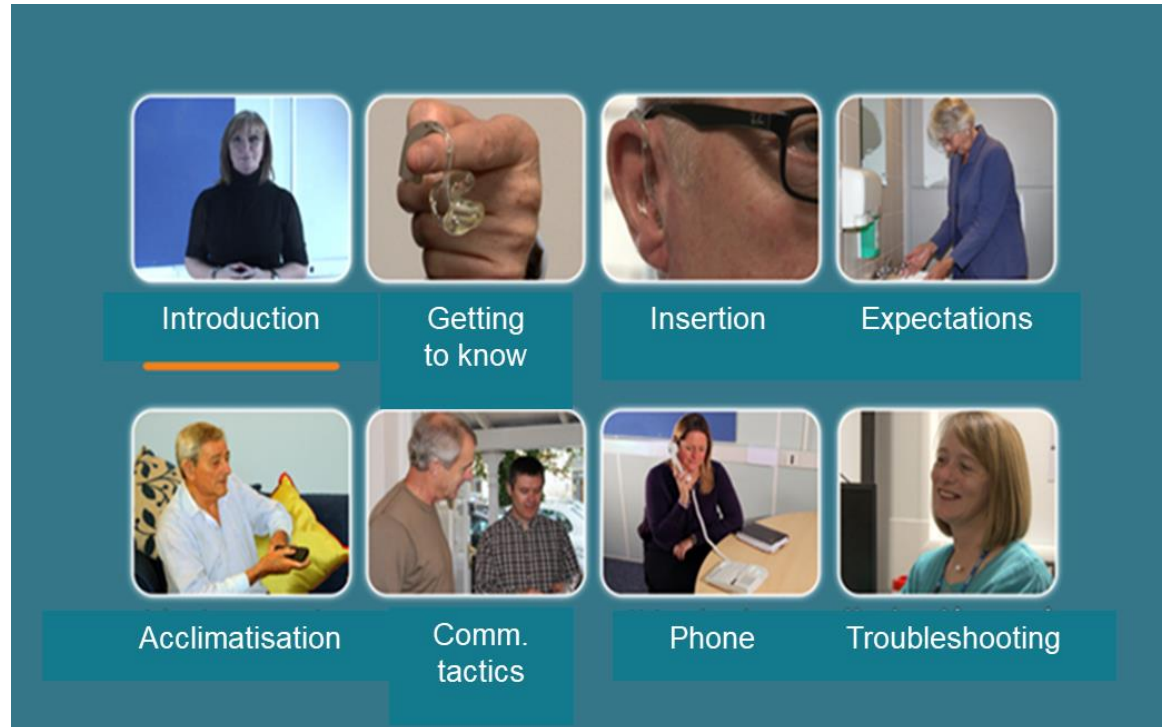 Introduction
Getting
to know
Insertion
Expectations
Acclimatisation
Comm.
tactics
Phone
Troubleshooting